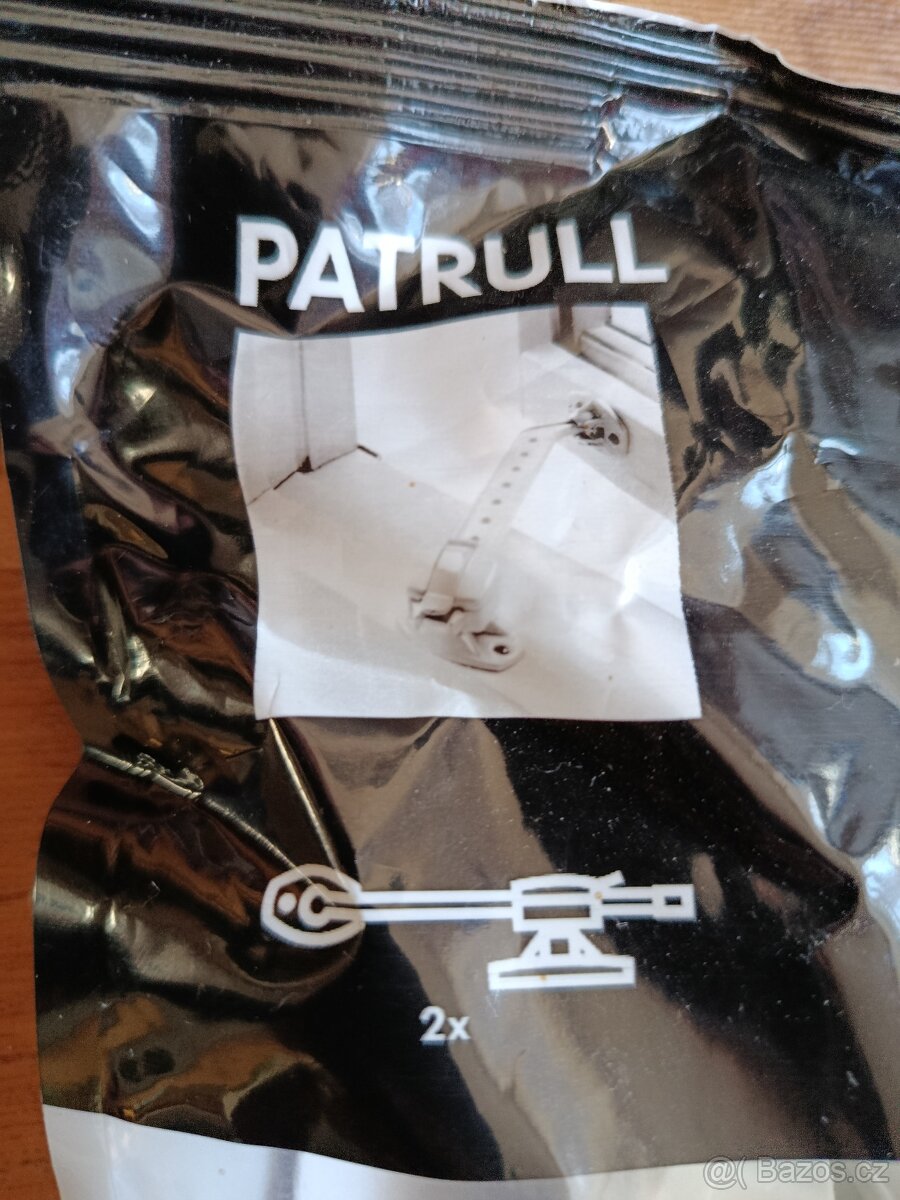 PATRULL
2x
@( Bazos.cz